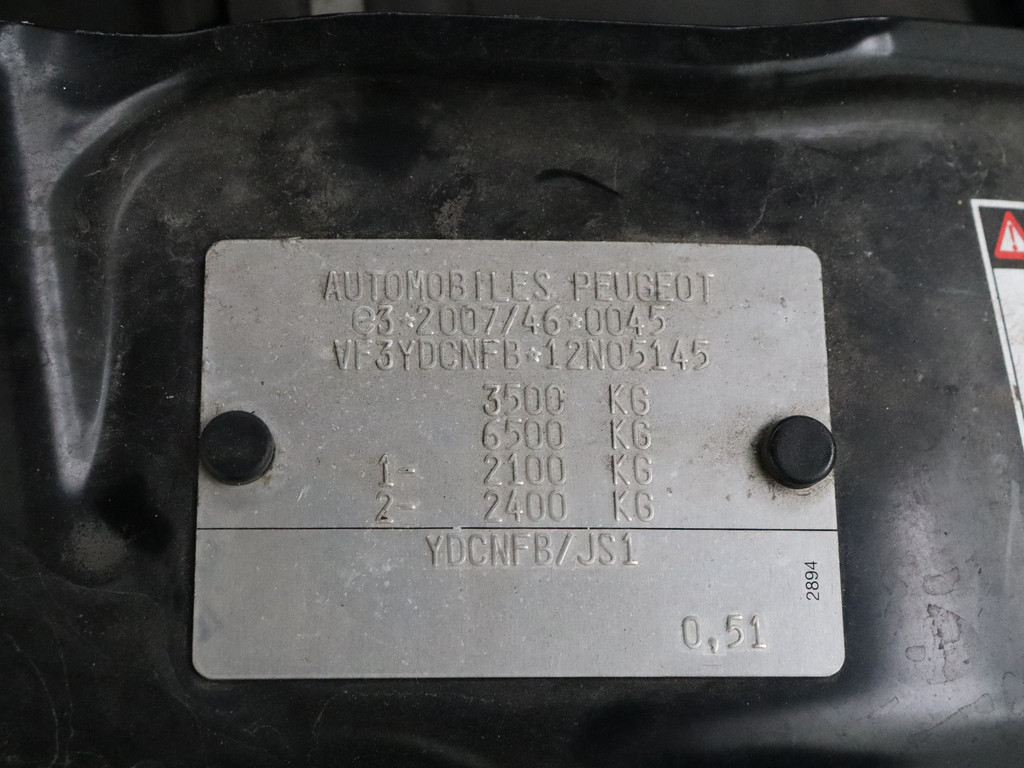 AUTOMOBILES PEUGEOT
e3*2007/46*0045
VF3YDCNFB*12N05145
3500 KG
6500 KG
1- 2100 KG
2- 2400 KG
YDCNFB/JS1
2894
0,51